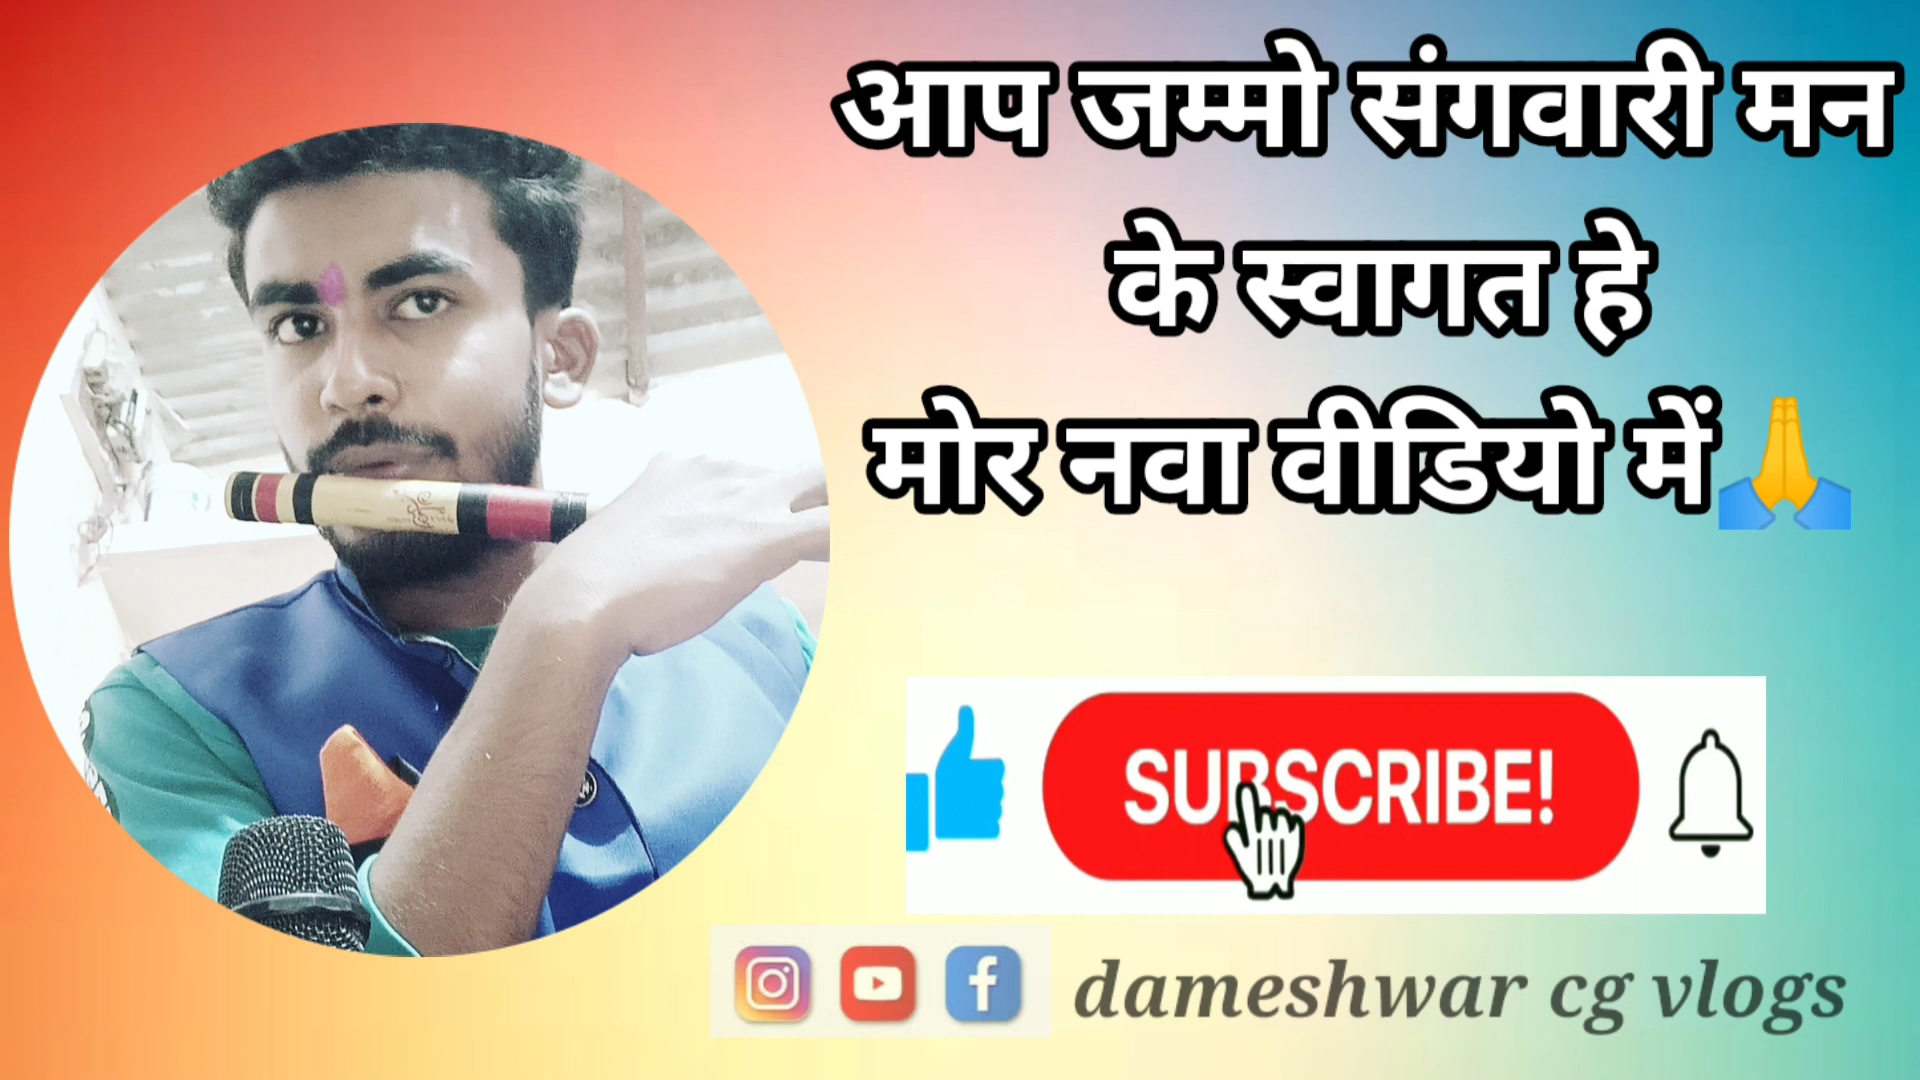 आप जम्मो संगवारी मन
के स्वागत हे
मोर नवा वीडियो में🙏
SUBSCRIBE!
dameshwar cg vlogs